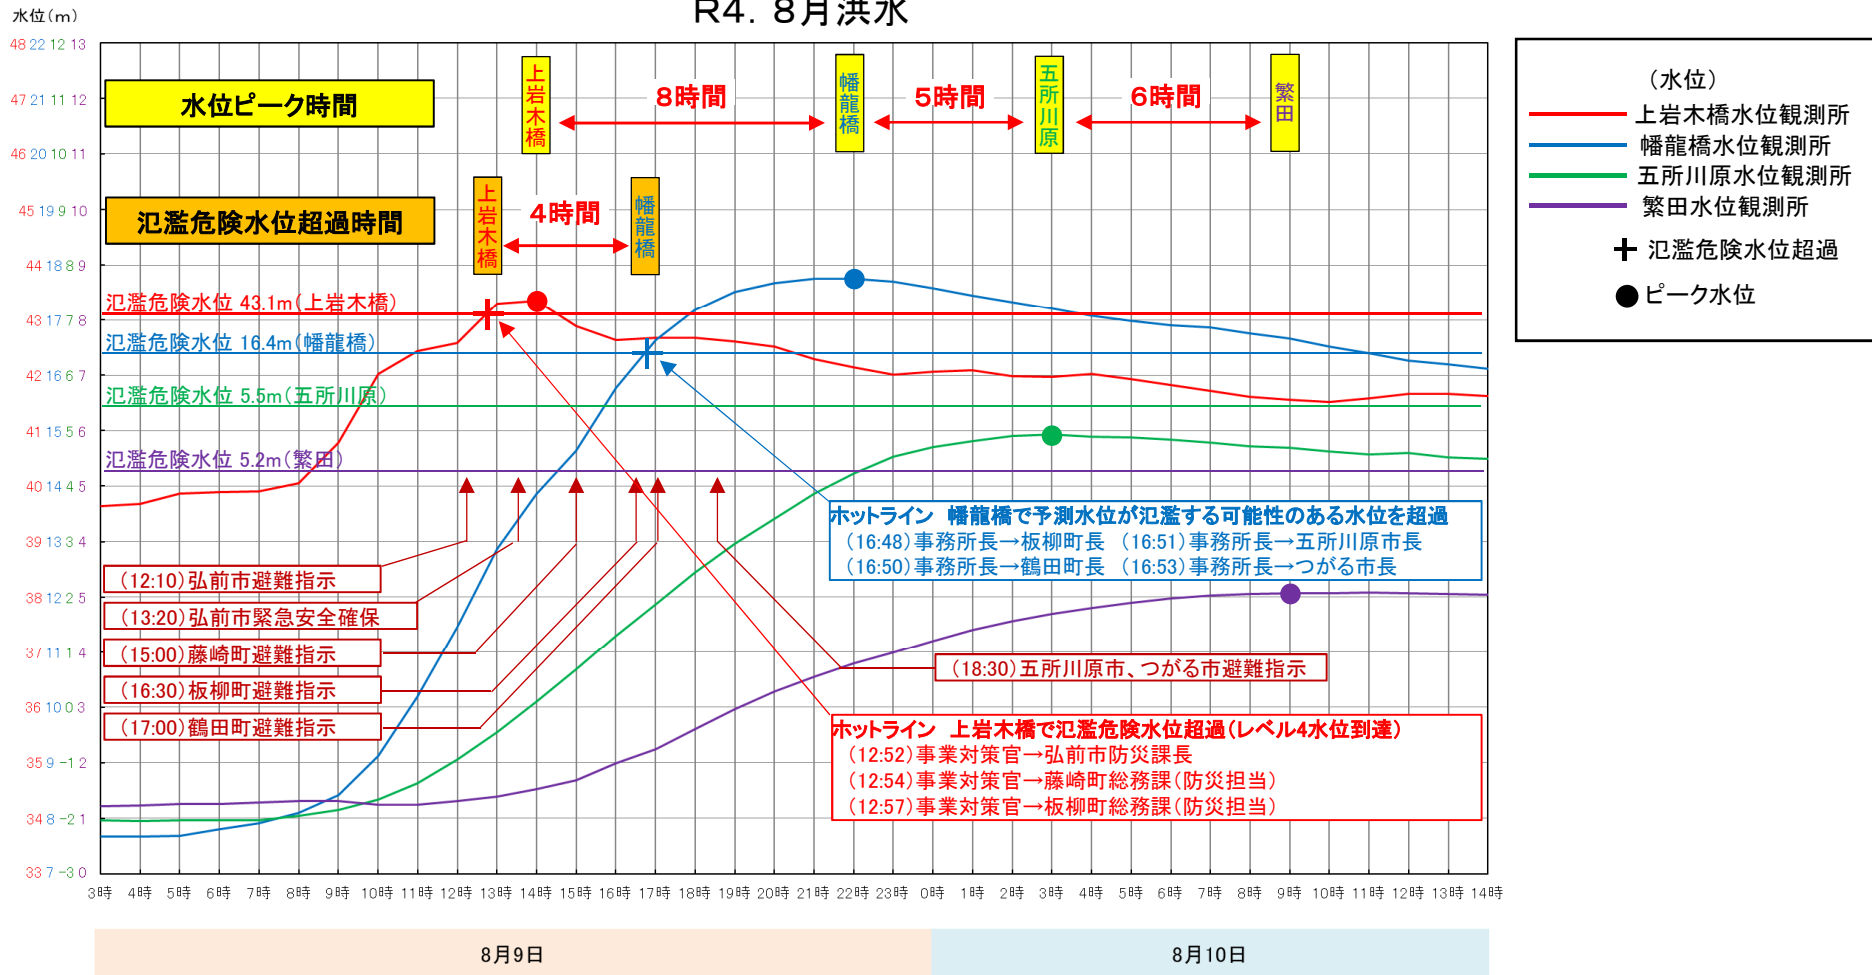 R4. 8月洪水
水位(m)
48 22 12 13
47 21 11 12
46 20 10 11
45 19 9 10
44 18 8 9
43 17 7 8
42 16 6 7
41 15 5 6
40 14 4 5
39 13 3 4
38 12 2 5
37 11 1 4
36 10 0 3
35 9 -1 2
34 8 -2 1
33 7 -3 0
水位ピーク時間
上岩木橋
8時間
幡龍橋
5時間
五所川原
6時間
繁田
氾濫危険水位超過時間
上岩木橋
4時間
幡龍橋
氾濫危険水位 43.1m(上岩木橋)
氾濫危険水位 16.4m(幡龍橋)
氾濫危険水位 5.5m(五所川原)
氾濫危険水位 5.2m(繁田)
(12:10)弘前市避難指示
(13:20)弘前市緊急安全確保
(15:00)藤崎町避難指示
(16:30)板柳町避難指示
(17:00)鶴田町避難指示
ホットライン 幡龍橋で予測水位が氾濫する可能性のある水位を超過
(16:48)事務所長→板柳町長 (16:51)事務所長→五所川原市長
(16:50)事務所長→鶴田町長 (16:53)事務所長→つがる市長
(18:30)五所川原市、つがる市避難指示
ホットライン 上岩木橋で氾濫危険水位超過(レベル4水位到達)
(12:52)事業対策官→弘前市防災課長
(12:54)事業対策官→藤崎町総務課(防災担当)
(12:57)事業対策官→板柳町総務課(防災担当)
3時 4時 5時 6時 7時 8時 9時 10時 11時 12時 13時 14時 15時 16時 17時 18時 19時 20時 21時 22時 23時 0時 1時 2時 3時 4時 5時 6時 7時 8時 9時 10時 11時 12時 13時 14時
8月9日 8月10日
(水位)
上岩木橋水位観測所
幡龍橋水位観測所
五所川原水位観測所
繁田水位観測所
氾濫危険水位超過
ピーク水位